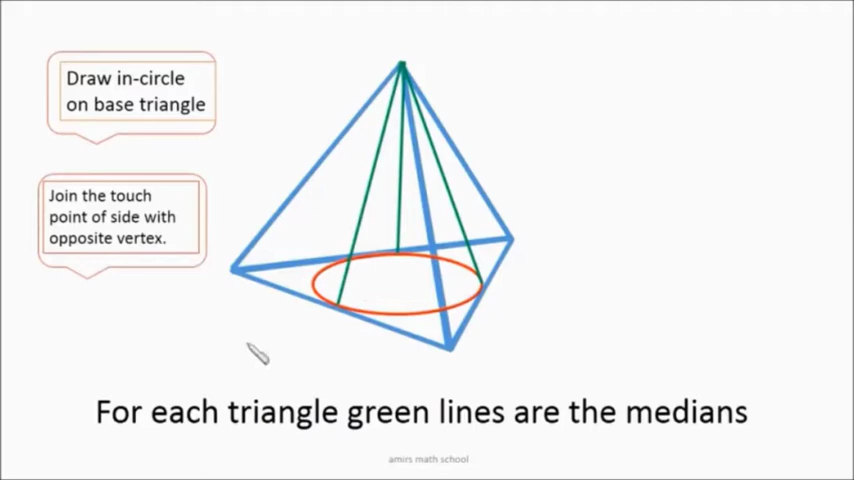 Draw in-circle
on base triangle
Join the touch
point of side with
opposite vertex.
For each triangle green lines are the medians
amirs math school